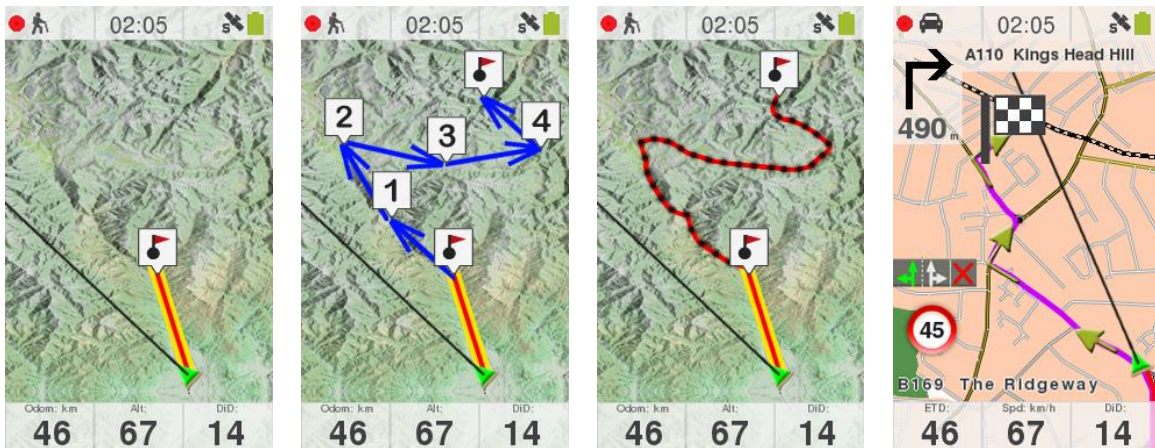 02:05
S
Odom: km
Alt:
DiD:
46
67
14
02:05
S
2
3
4
1
Odom: km
Alt:
DiD:
46
67
14
02:05
S
Odom: km
Alt:
DiD:
46
67
14
02:05
S
A110 Kings Head Hill
490 m
45
B169 The Ridgeway
ETD:
Spd: km/h
DiD:
46
67
14